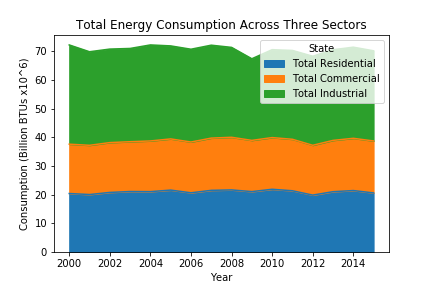 Total Energy Consumption Across Three Sectors
Consumption (Billion BTUs x10^6)
70
60
50
40
30
20
10
0
State
Total Residential
Total Commercial
Total Industrial
2000 2002 2004 2006 2008 2010 2012 2014
Year